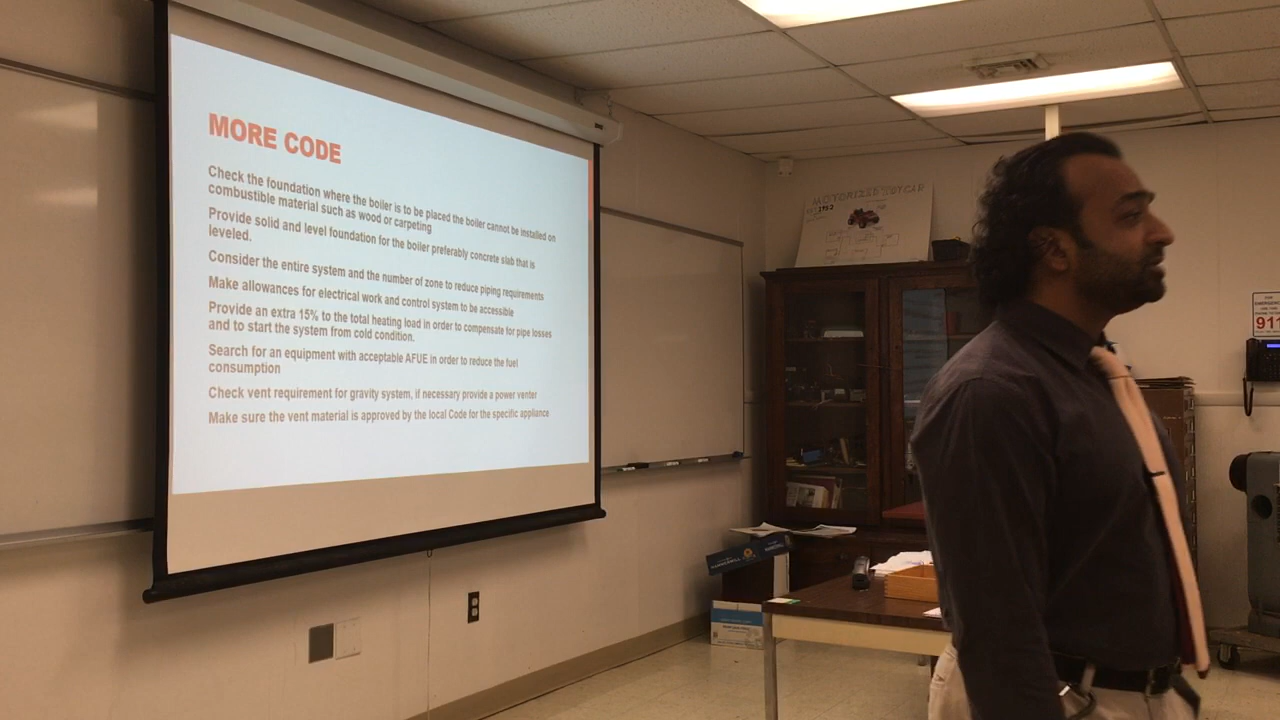 MORE CODE
Check the foundation where the boiler is to be placed the boiler cannot be installed on
combustible material such as wood or carpeting
Provide solid and level foundation for the boiler preferably concrete slab that is
leveled.
Consider the entire system and the number of zone to reduce piping requirements
Make allowances for electrical work and control system to be accessible
Provide an extra 15% to the total heating load in order to compensate for pipe losses
and to start the system from cold condition.
Search for an equipment with acceptable AFUE in order to reduce the fuel
consumption
Check vent requirement for gravity system, if necessary provide a power venter
Make sure the vent material is approved by the local Code for the specific appliance
MOTORIZED TOY CAR
911